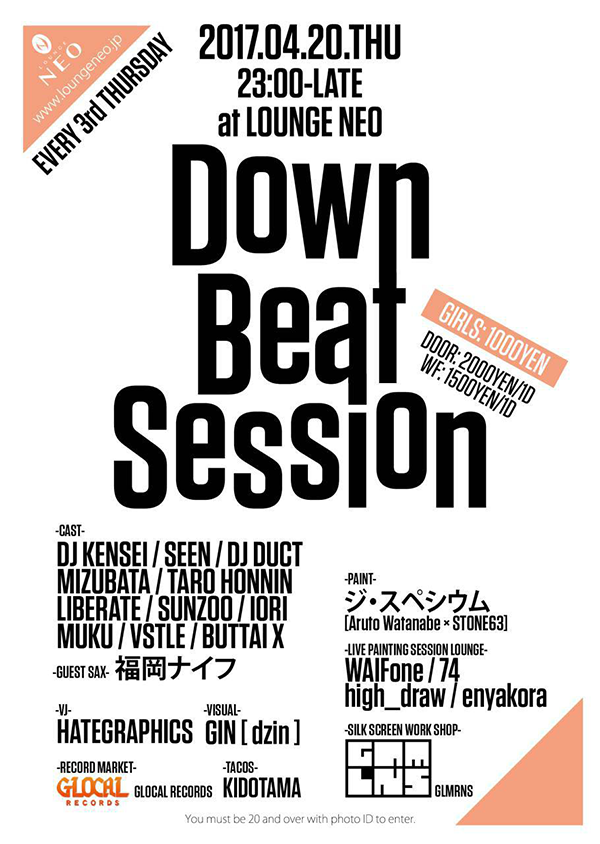 LOUNGE
NEO
www.loungeneo.jp
EVERY 3rd THURSDAY
2017.04.20.THU
23:00-LATE
at LOUNGE NEO
Down
Beat
Session
GIRLS: 1000YEN
DOOR: 2000YEN/1D
WF: 1500YEN/1D
-CAST-
DJ KENSEI / SEEN / DJ DUCT
MIZUBATA / TARO HONNIN
LIBERATE / SUNZOO / IORI
MUKU / VSTLE / BUTTAI X
-GUEST SAX- 福岡ナイフ
-VJ-
HATEGRAPHICS
-VISUAL-
GIN [ dzin ]
-RECORD MARKET-
GLOCAL
RECORDS
GLOCAL RECORDS
-TACOS-
KIDOTAMA
-PAINT-
ジ・スペシウム
[Aruto Watanabe × STONE63]
-LIVE PAINTING SESSION LOUNGE-
WAIFone / 74
high_draw / enyakora
-SILK SCREEN WORK SHOP-
GLMRNS
You must be 20 and over with photo ID to enter.